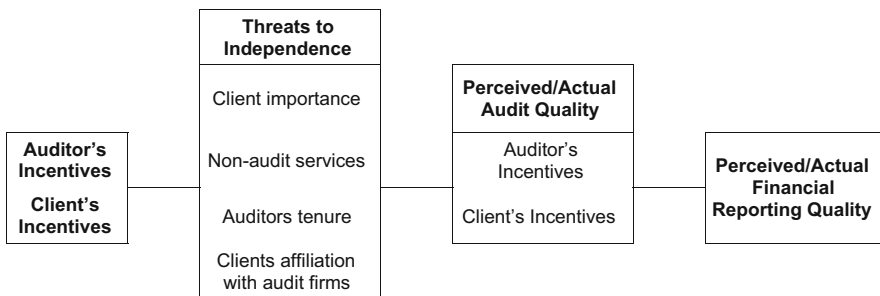 Auditor's
Incentives
Client's
Incentives
Threats to
Independence
Client importance
Non-audit services
Auditors tenure
Clients affiliation
with audit firms
Perceived/Actual
Audit Quality
Auditor's
Incentives
Client's Incentives
Perceived/Actual
Financial
Reporting Quality